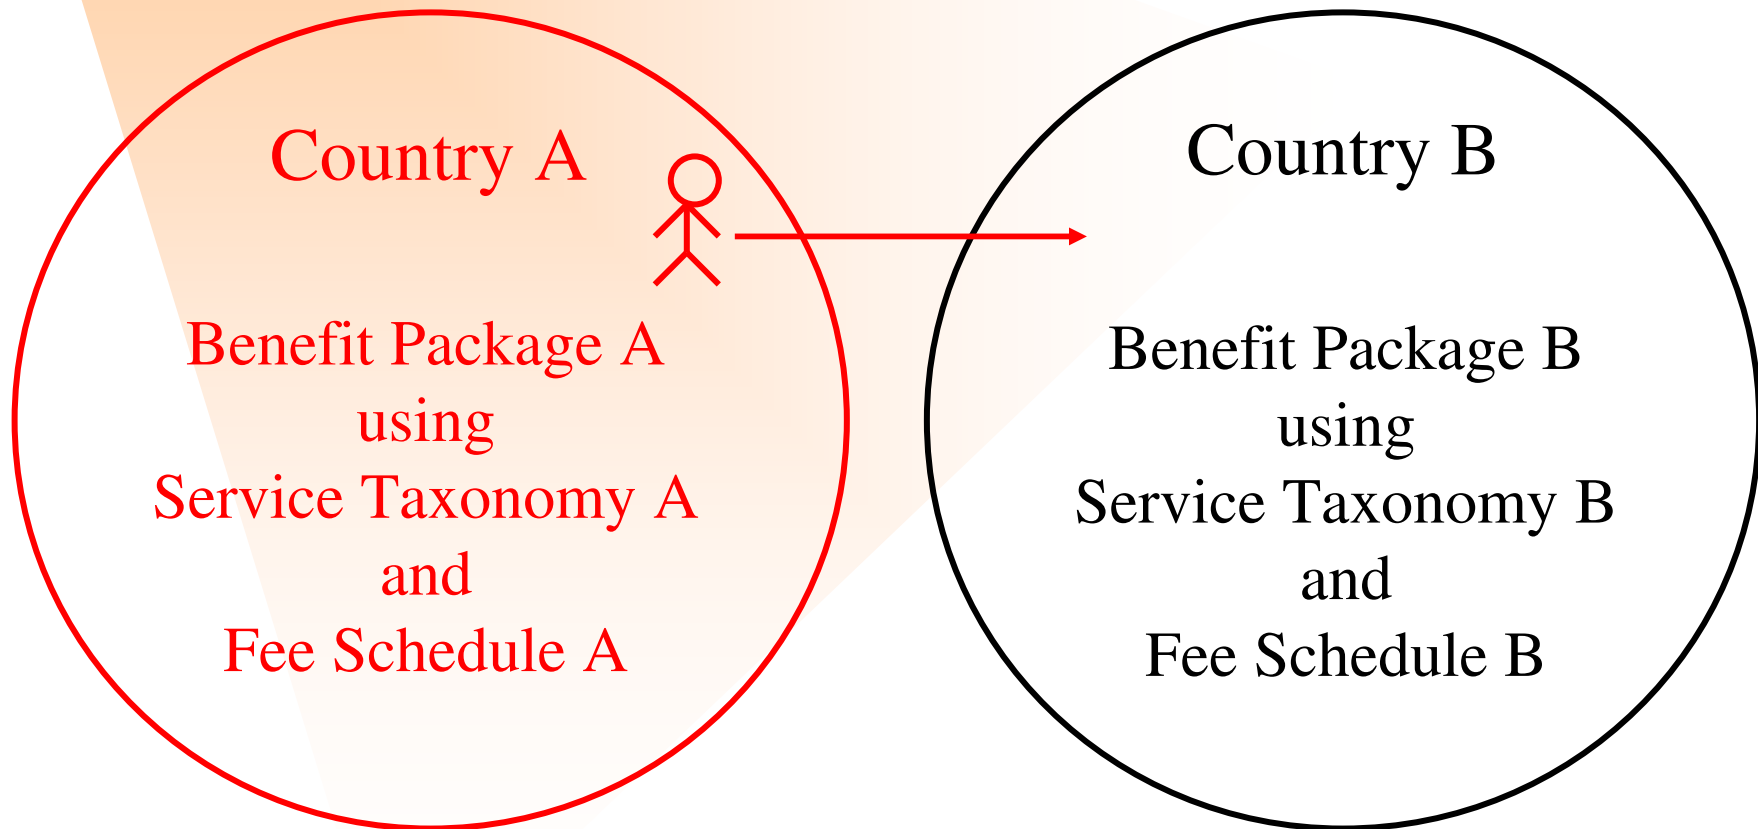 Country A
Benefit Package A
using
Service Taxonomy A
and
Fee Schedule A
Country B
Benefit Package B
using
Service Taxonomy B
and
Fee Schedule B